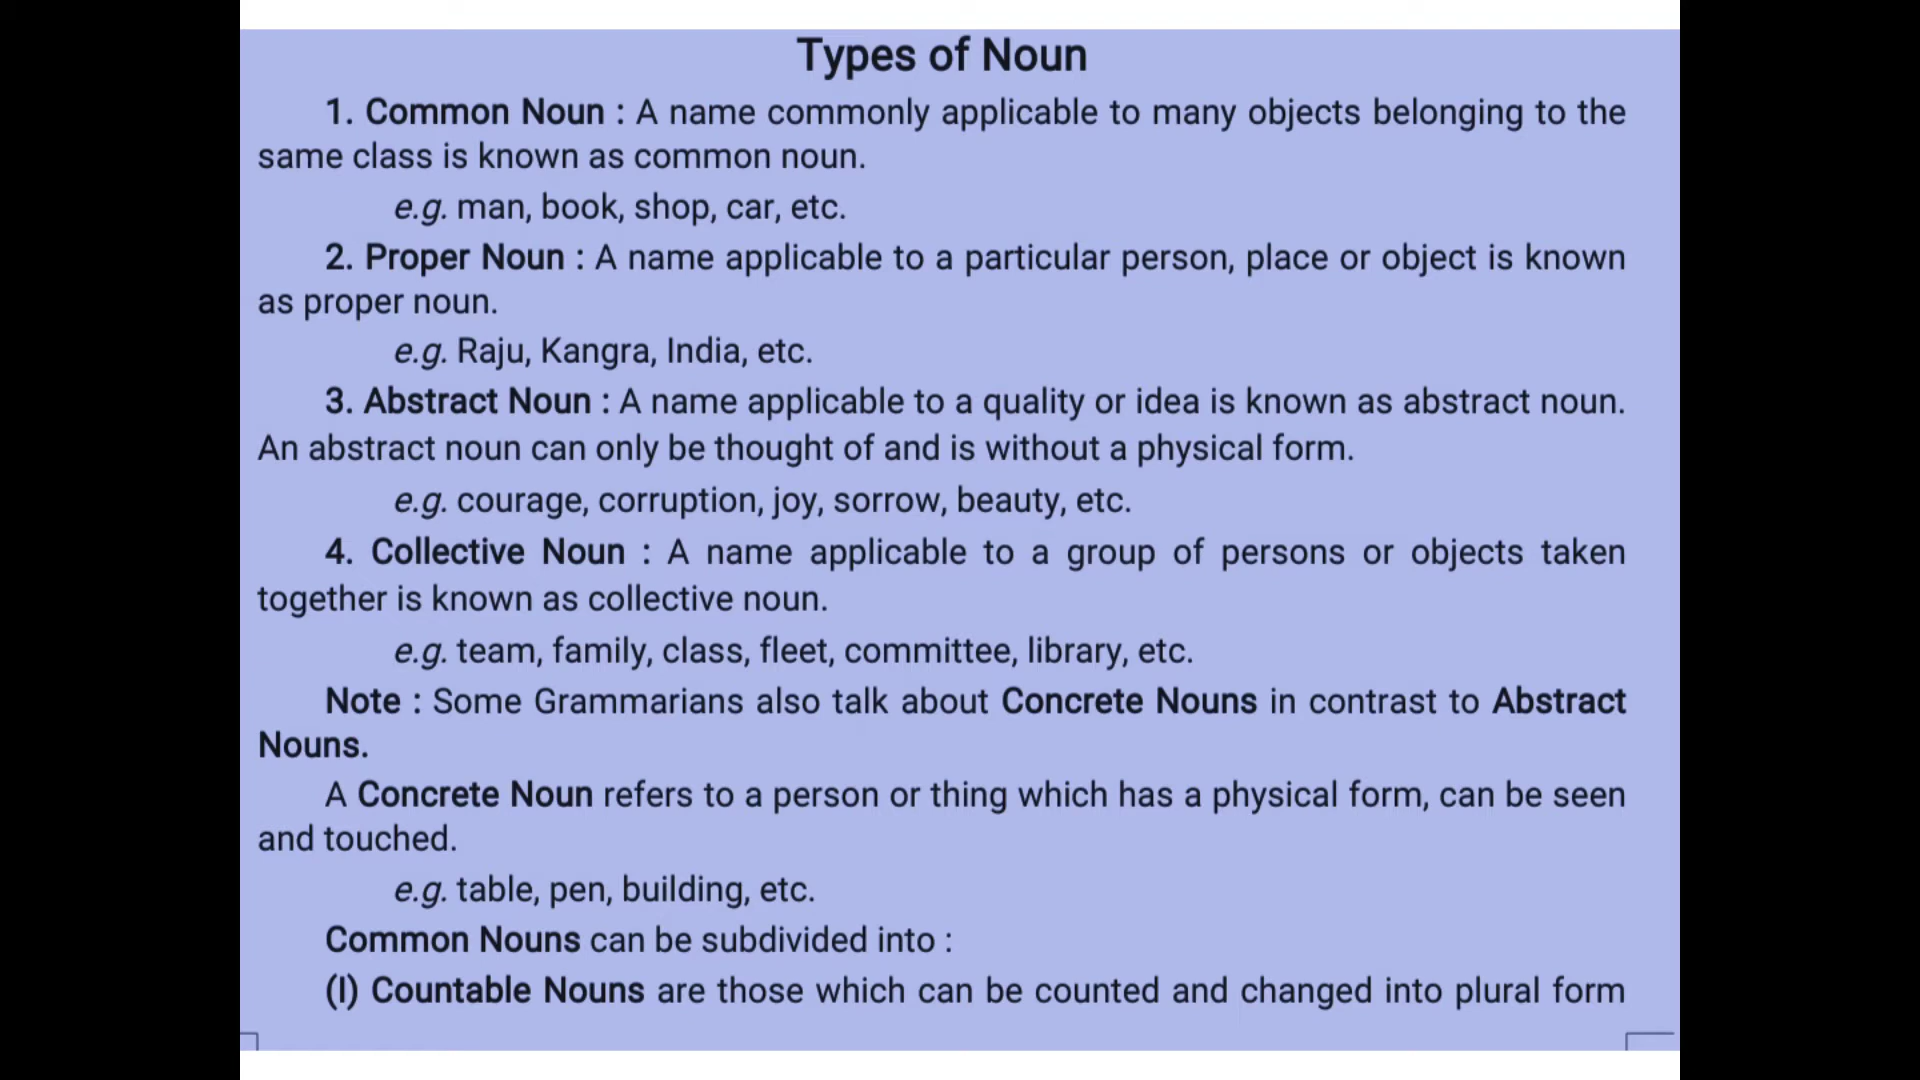 Types of Noun
1. Common Noun : A name commonly applicable to many objects belonging to the
same class is known as common noun.
e.g. man, book, shop, car, etc.
2. Proper Noun : A name applicable to a particular person, place or object is known
as proper noun.
e.g. Raju, Kangra, India, etc.
3. Abstract Noun : A name applicable to a quality or idea is known as abstract noun.
An abstract noun can only be thought of and is without a physical form.
e.g. courage, corruption, joy, sorrow, beauty, etc.
4. Collective Noun : A name applicable to a group of persons or objects taken
together is known as collective noun.
e.g. team, family, class, fleet, committee, library, etc.
Note : Some Grammarians also talk about Concrete Nouns in contrast to Abstract
Nouns.
A Concrete Noun refers to a person or thing which has a physical form, can be seen
and touched.
e.g. table, pen, building, etc.
Common Nouns can be subdivided into :
(I) Countable Nouns are those which can be counted and changed into plural form